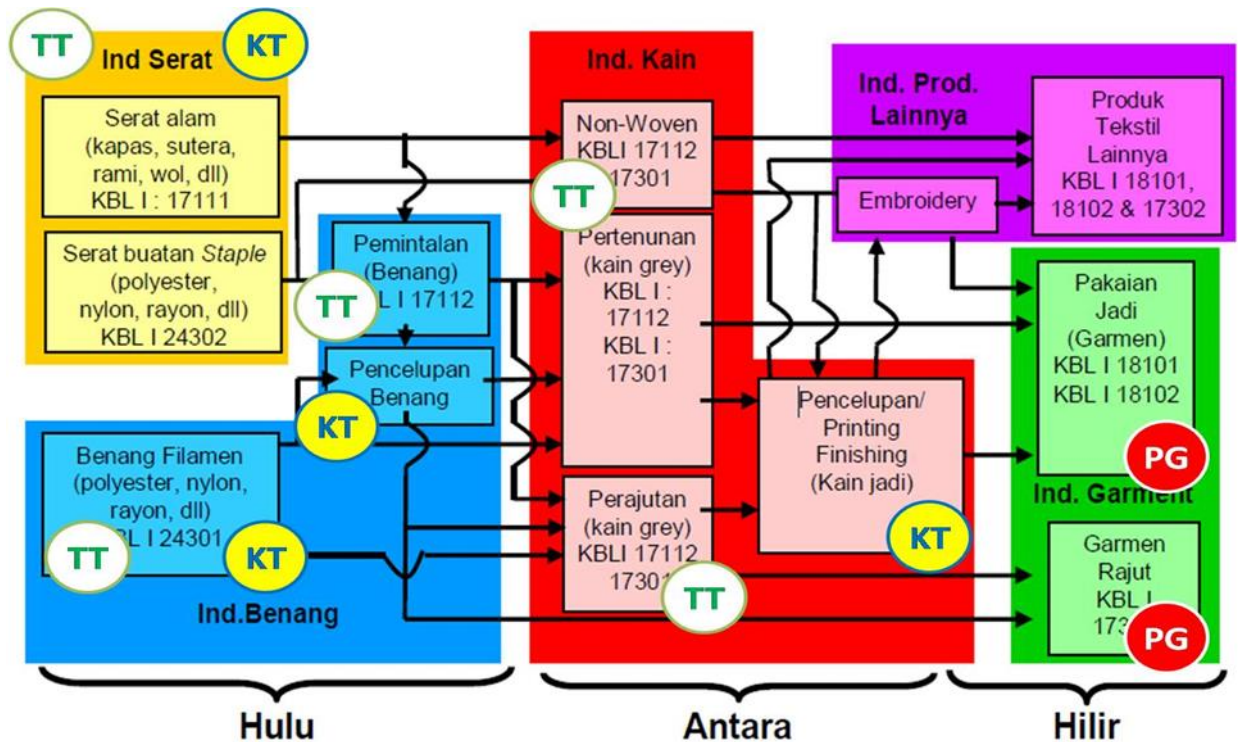 TT
Ind Serat
KT
Serat alam
(kapas, sutera,
rami, wol, dll)
KBL I : 17111
Serat buatan Staple
(polyester,
nylon, rayon, dll)
KBL I 24302
Pemintalan
(Benang)
TT
I 17112
Pencelupan
Benang
KT
Benang Filamen
(polyester, nylon,
rayon, dll)
TT
I 24301
KT
Ind.Benang
Ind. Kain
Non-Woven
KBLI 17112
17301
TT
Pertenunan
(kain grey)
KBL I :
17112
KBL I :
17301
Perajutan
(kain grey)
KBLI 17112
TT
Pencelupan/
Printing
Finishing
(Kain jadi)
KT
Ind. Prod.
Lainnya
Embroidery
Produk
Tekstil
Lainnya
KBL I 18101,
18102 & 17302
Pakaian
Jadi
(Garmen)
KBL I 18101
KBL I 18102
PG
Ind. Garment
Garmen
Rajut
KBL I
PG
Hulu
Antara
Hilir